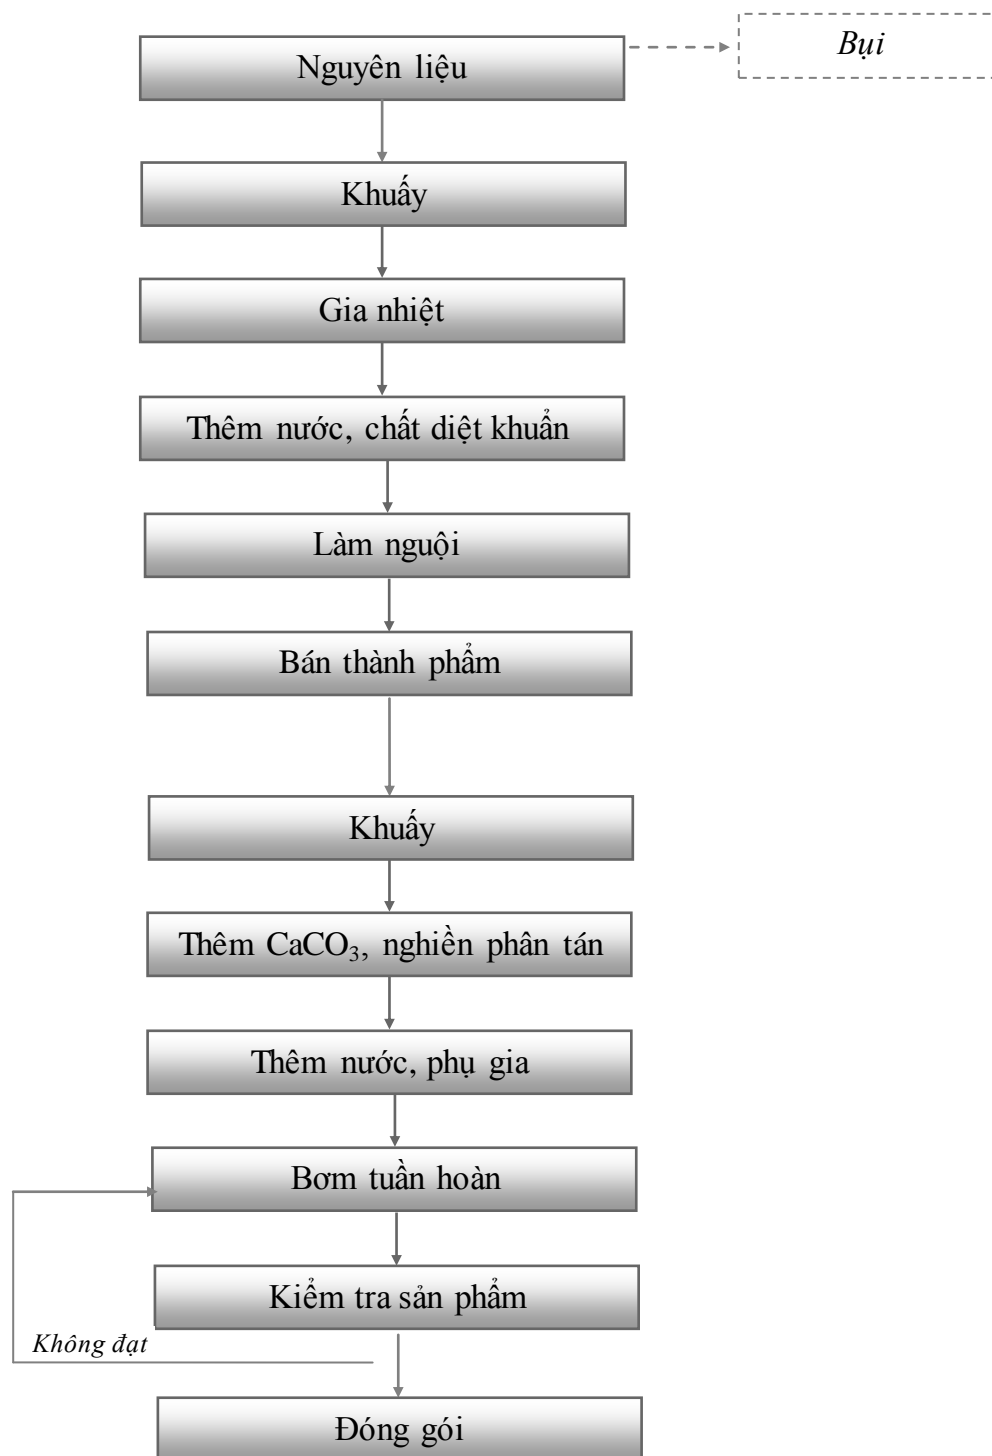 Nguyên liệu
Bụi
Khuấy
Gia nhiệt
Thêm nước, chất diệt khuẩn
Làm nguội
Bán thành phẩm
Khuấy
Thêm CaCO₃, nghiền phân tán
Thêm nước, phụ gia
Bơm tuần hoàn
Kiểm tra sản phẩm
Không đạt
Đóng gói